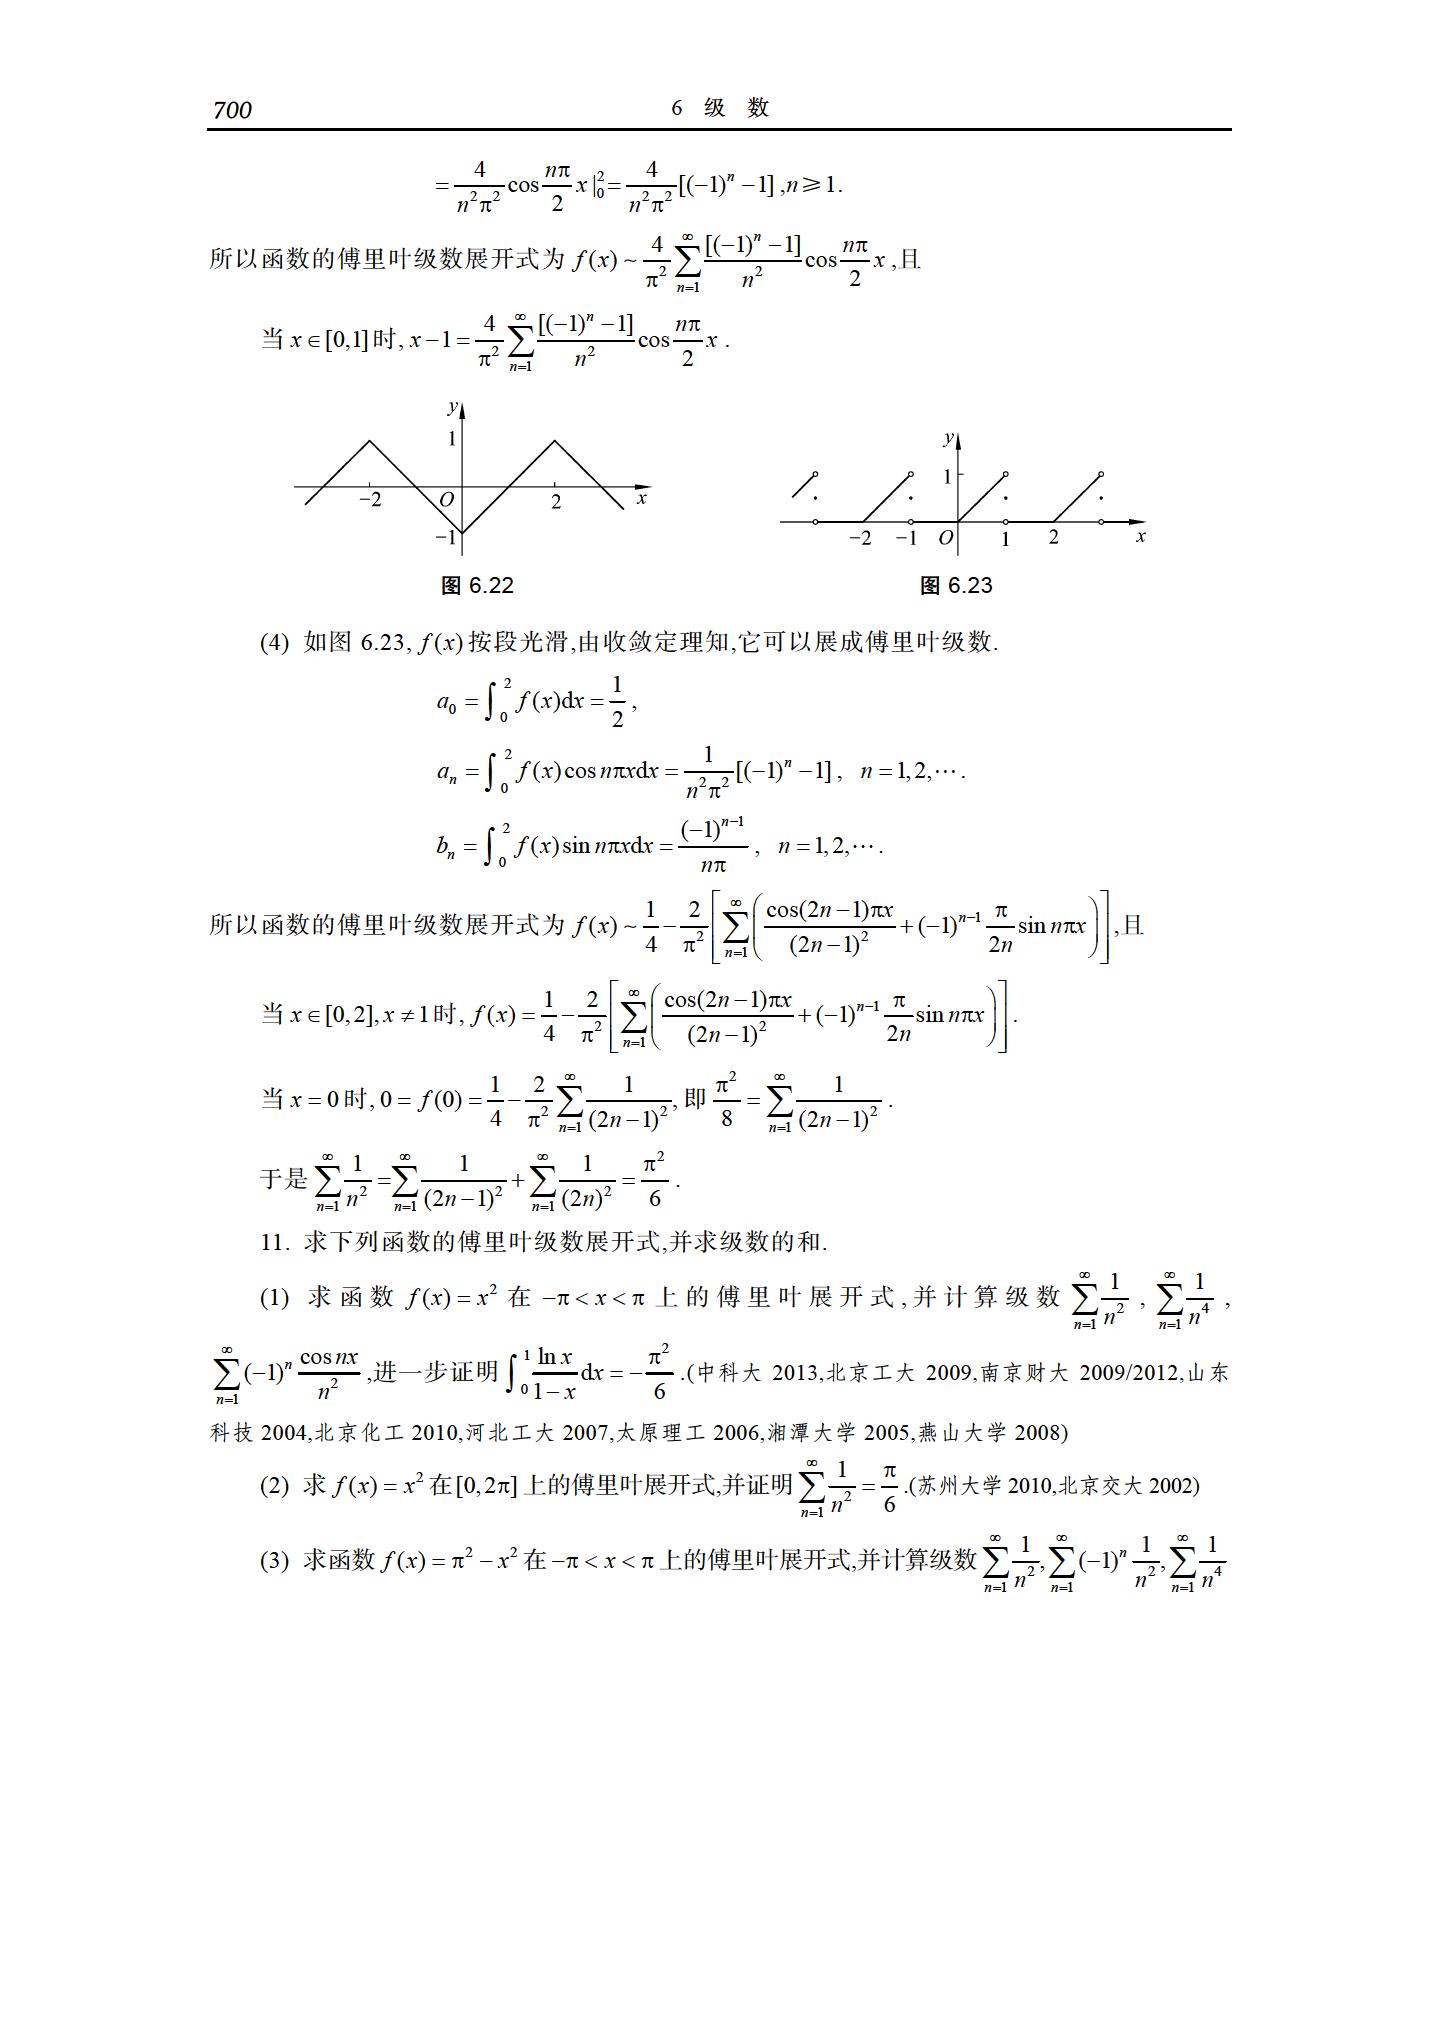 700 6 级 数
$= \frac{4}{n^2\pi^2}\cos\frac{n\pi}{2}x\,|_0^2 = \frac{4}{n^2\pi^2}[(-1)^n-1], n \geqslant 1.$
所以函数的傅里叶级数展开式为 $f(x) \sim \frac{4}{\pi^2}\sum_{n=1}^{\infty}\frac{[(-1)^n-1]}{n^2}\cos\frac{n\pi}{2}x$ ,且
当 $x\in[0,1]$ 时, $x-1=\frac{4}{\pi^2}\sum_{n=1}^{\infty}\frac{[(-1)^n-1]}{n^2}\cos\frac{n\pi}{2}x$ .
y
1
−2
O
2
x
−1
图 6.22
y
1
−2 −1 O 1 2 x
图 6.23
(4) 如图 6.23, $f(x)$ 按段光滑,由收敛定理知,它可以展成傅里叶级数.
$a_0=\int_0^2 f(x)\mathrm{d}x=\frac{1}{2},$
$a_n=\int_0^2 f(x)\cos n\pi x\mathrm{d}x=\frac{1}{n^2\pi^2}[(-1)^n-1], \quad n=1,2,\cdots.$
$b_n=\int_0^2 f(x)\sin n\pi x\mathrm{d}x=\frac{(-1)^{n-1}}{n\pi}, \quad n=1,2,\cdots.$
所以函数的傅里叶级数展开式为 $f(x)\sim\frac{1}{4}-\frac{2}{\pi^2}\left[\sum_{n=1}^{\infty}\left(\frac{\cos(2n-1)\pi x}{(2n-1)^2}+(-1)^{n-1}\frac{\pi}{2n}\sin n\pi x\right)\right]$ ,且
当 $x\in[0,2], x\neq 1$ 时, $f(x)=\frac{1}{4}-\frac{2}{\pi^2}\left[\sum_{n=1}^{\infty}\left(\frac{\cos(2n-1)\pi x}{(2n-1)^2}+(-1)^{n-1}\frac{\pi}{2n}\sin n\pi x\right)\right]$ .
当 $x=0$ 时, $0=f(0)=\frac{1}{4}-\frac{2}{\pi^2}\sum_{n=1}^{\infty}\frac{1}{(2n-1)^2}$, 即 $\frac{\pi^2}{8}=\sum_{n=1}^{\infty}\frac{1}{(2n-1)^2}$ .
于是 $\sum_{n=1}^{\infty}\frac{1}{n^2}=\sum_{n=1}^{\infty}\frac{1}{(2n-1)^2}+\sum_{n=1}^{\infty}\frac{1}{(2n)^2}=\frac{\pi^2}{6}$ .
11. 求下列函数的傅里叶级数展开式,并求级数的和.
(1) 求函数 $f(x)=x^2$ 在 $-\pi<x<\pi$ 上的傅里叶展开式,并计算级数 $\sum_{n=1}^{\infty}\frac{1}{n^2}$ , $\sum_{n=1}^{\infty}\frac{1}{n^4}$ ,
$\sum_{n=1}^{\infty}(-1)^n\frac{\cos nx}{n^2}$ ,进一步证明 $\int_0^1\frac{\ln x}{1-x}\mathrm{d}x=-\frac{\pi^2}{6}$ .(中科大 2013,北京工大 2009,南京财大 2009/2012,山东
科技 2004,北京化工 2010,河北工大 2007,太原理工 2006,湘潭大学 2005,燕山大学 2008)
(2) 求 $f(x)=x^2$ 在 $[0,2\pi]$ 上的傅里叶展开式,并证明 $\sum_{n=1}^{\infty}\frac{1}{n^2}=\frac{\pi}{6}$ .(苏州大学 2010,北京交大 2002)
(3) 求函数 $f(x)=\pi^2-x^2$ 在 $-\pi<x<\pi$ 上的傅里叶展开式,并计算级数 $\sum_{n=1}^{\infty}\frac{1}{n^2},\sum_{n=1}^{\infty}(-1)^n\frac{1}{n^2},\sum_{n=1}^{\infty}\frac{1}{n^4}$